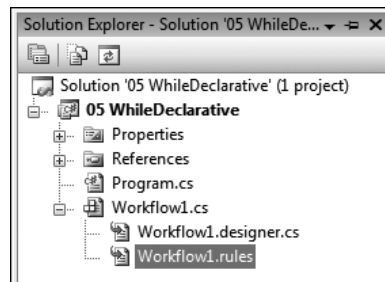 Solution Explorer - Solution '05 WhileDe...
Solution '05 WhileDeclarative' (1 project)
05 WhileDeclarative
Properties
References
Program.cs
Workflow1.cs
Workflow1.designer.cs
Workflow1.rules